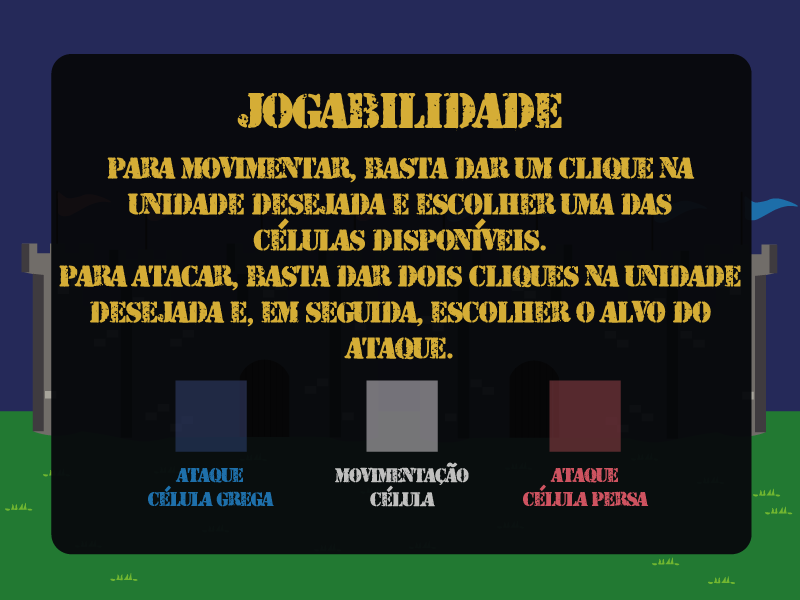 JOGABILIDADE
PARA MOVIMENTAR, BASTA DAR UM CLIQUE NA
UNIDADE DESEJADA E ESCOLHER UMA DAS
CÉLULAS DISPONÍVEIS.
PARA ATACAR, BASTA DAR DOIS CLIQUES NA UNIDADE
DESEJADA E, EM SEGUIDA, ESCOLHER O ALVO DO
ATAQUE.
ATAQUE
CÉLULA GREGA
MOVIMENTAÇÃO
CÉLULA
ATAQUE
CÉLULA PERSA